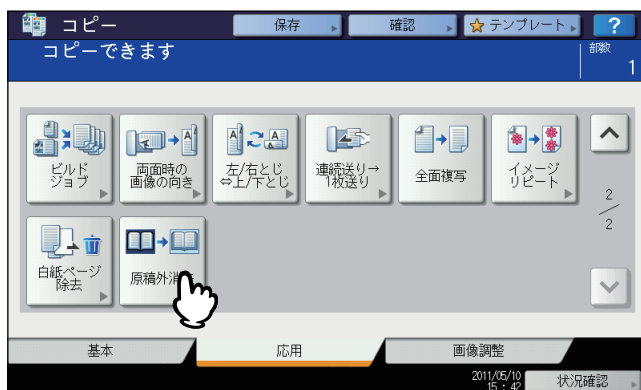 コピー
保存
確認
テンプレート
?
コピーできます
部数
1
ビルド
ジョブ
両面時の
画像の向き
左/右とじ
⇔上/下とじ
連続送り→
1枚送り
全面複写
イメージ
リピート
2
2
白紙ページ
除去
原稿外消
基本
応用
画像調整
2011/05/10
15 : 42
状況確認